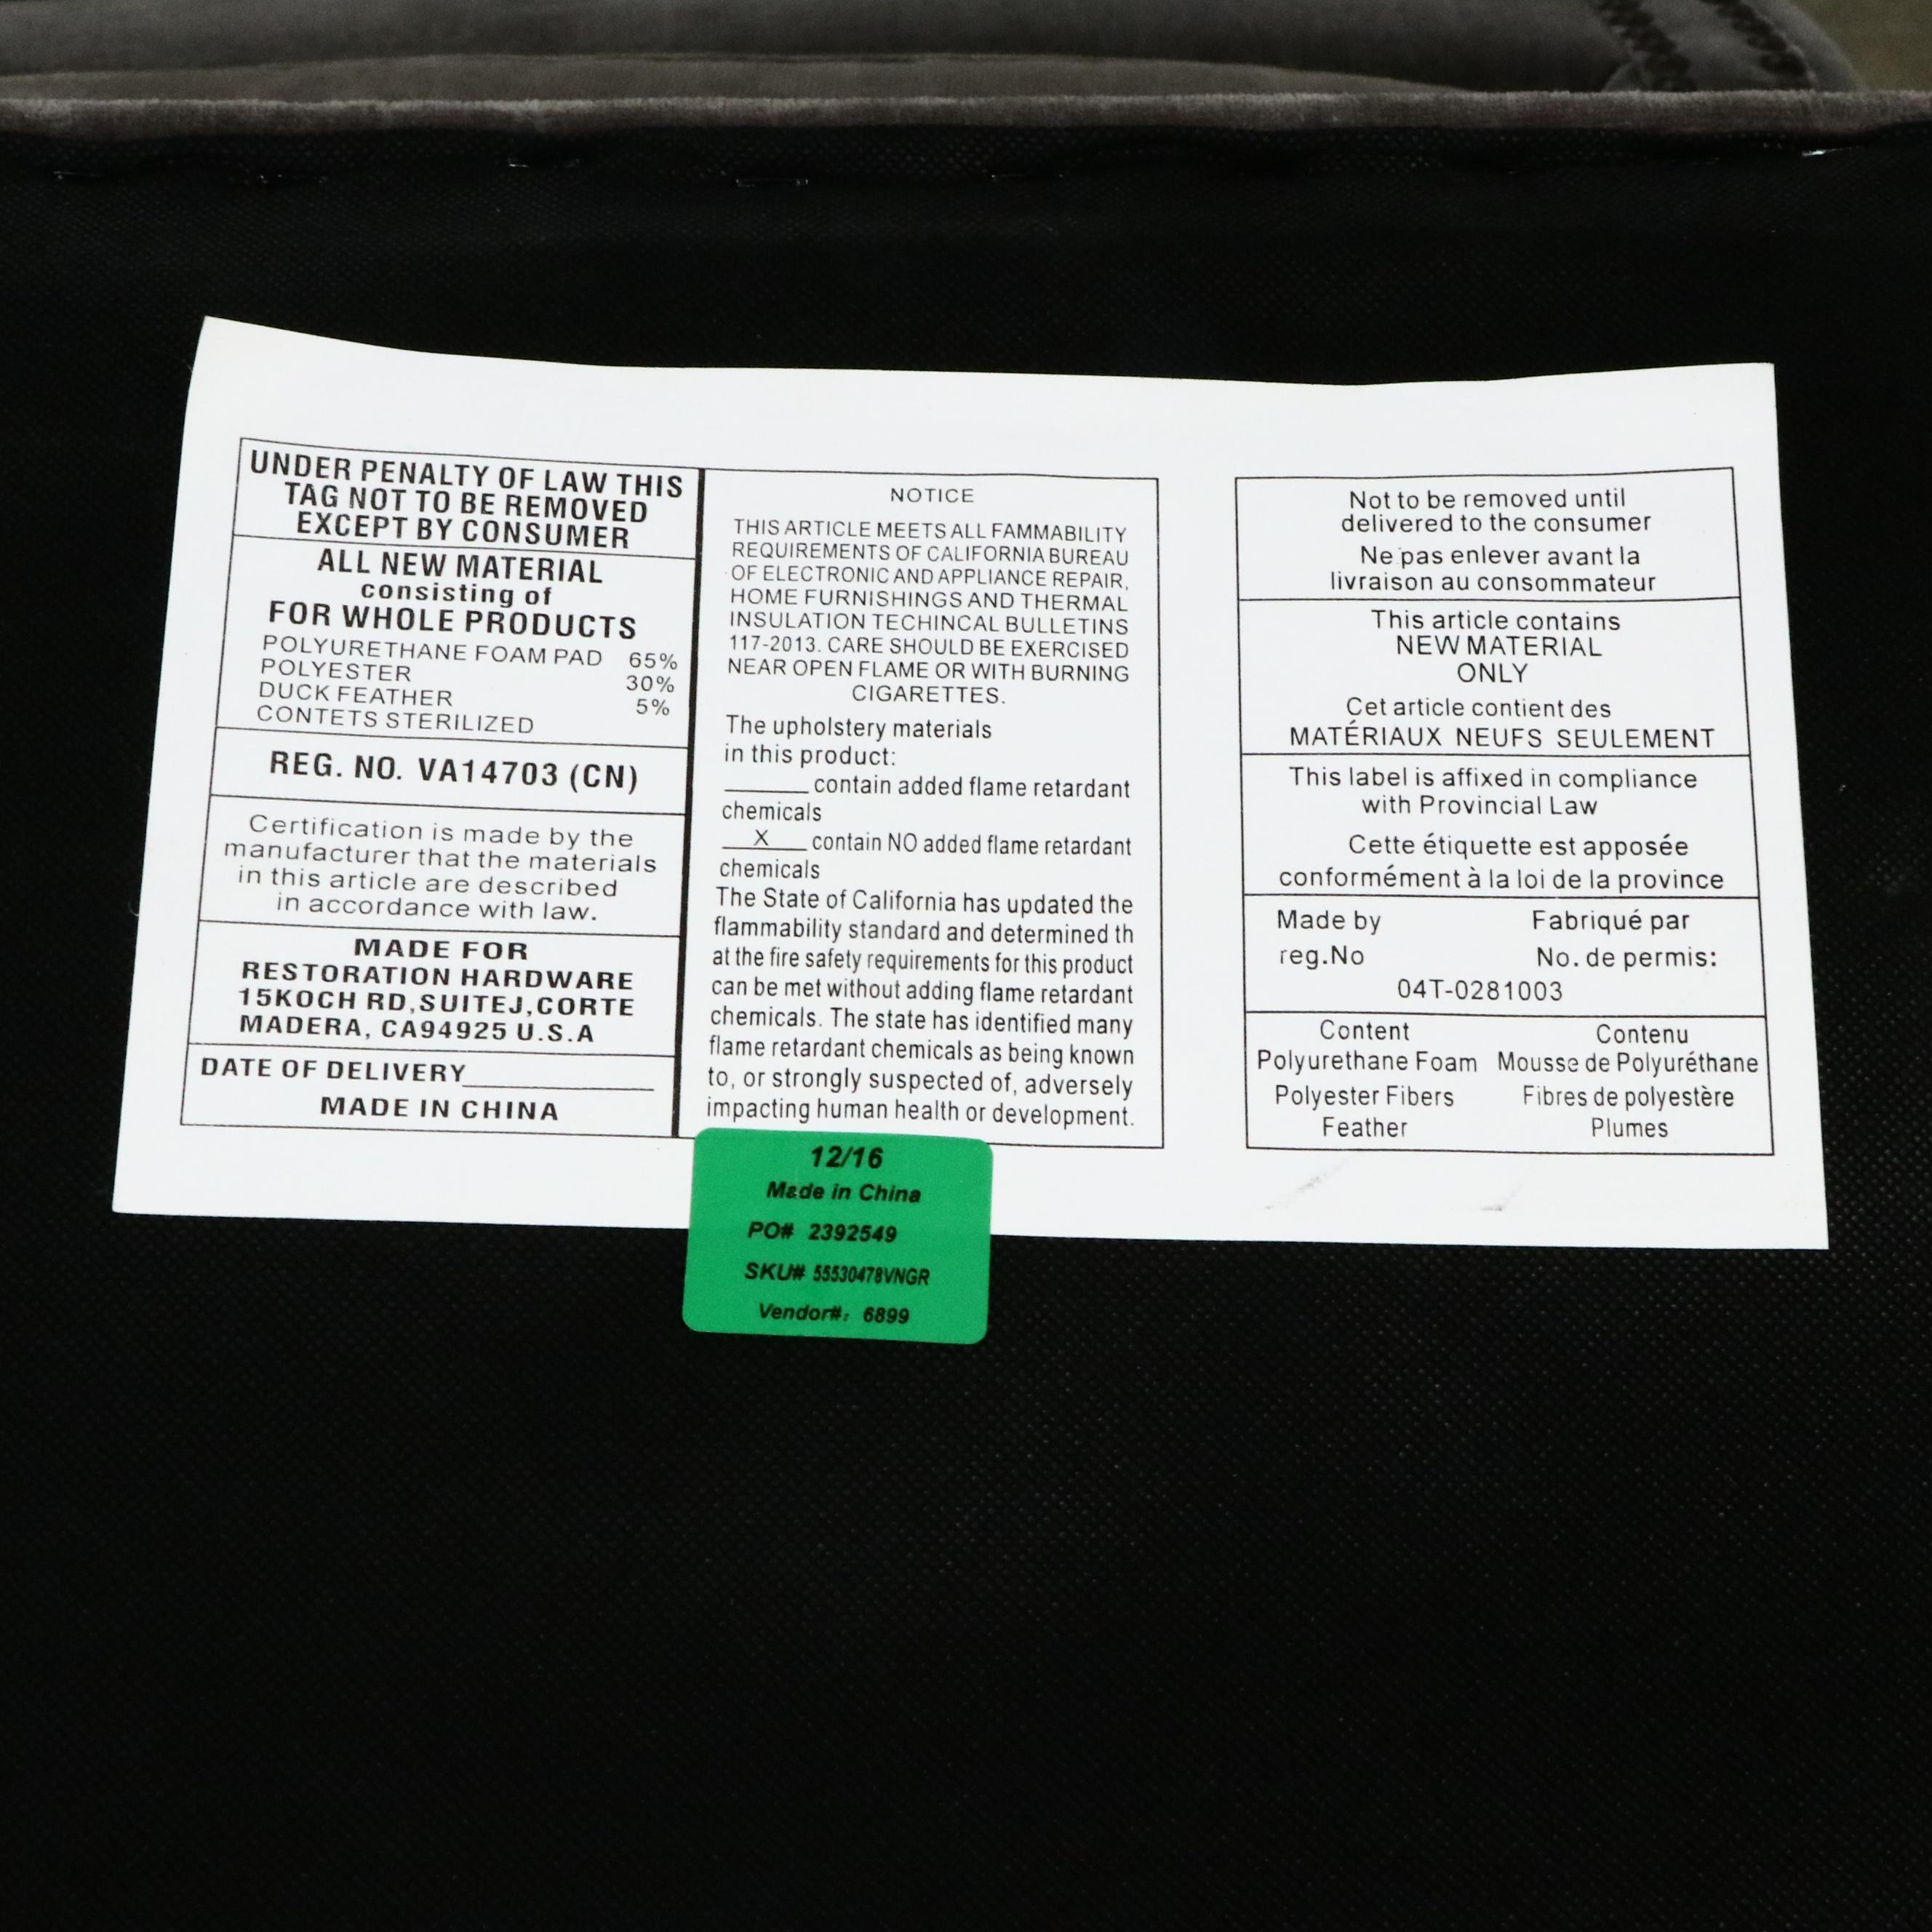 UNDER PENALTY OF LAW THIS
TAG NOT TO BE REMOVED
EXCEPT BY CONSUMER
ALL NEW MATERIAL
consisting of
FOR WHOLE PRODUCTS
POLYURETHANE FOAM PAD 65%
POLYESTER 30%
DUCK FEATHER 5%
CONTETS STERILIZED
REG. NO. VA14703 (CN)
Certification is made by the
manufacturer that the materials
in this article are described
in accordance with law.
MADE FOR
RESTORATION HARDWARE
15KOCH RD,SUITEJ,CORTE
MADERA, CA94925 U.S.A
DATE OF DELIVERY
MADE IN CHINA
NOTICE
THIS ARTICLE MEETS ALL FAMMABILITY
REQUIREMENTS OF CALIFORNIA BUREAU
OF ELECTRONIC AND APPLIANCE REPAIR,
HOME FURNISHINGS AND THERMAL
INSULATION TECHINCAL BULLETINS
117-2013. CARE SHOULD BE EXERCISED
NEAR OPEN FLAME OR WITH BURNING
CIGARETTES.
The upholstery materials
in this product:
______ contain added flame retardant
chemicals
X contain NO added flame retardant
chemicals
The State of California has updated the
flammability standard and determined th
at the fire safety requirements for this product
can be met without adding flame retardant
chemicals. The state has identified many
flame retardant chemicals as being known
to, or strongly suspected of, adversely
impacting human health or development.
Not to be removed until
delivered to the consumer
Ne pas enlever avant la
livraison au consommateur
This article contains
NEW MATERIAL
ONLY
Cet article contient des
MATÉRIAUX NEUFS SEULEMENT
This label is affixed in compliance
with Provincial Law
Cette étiquette est apposée
conformément à la loi de la province
Made by Fabriqué par
reg.No No. de permis:
04T-0281003
Content Contenu
Polyurethane Foam Mousse de Polyuréthane
Polyester Fibers Fibres de polyestère
Feather Plumes
12/16
Made in China
PO# 2392549
SKU# 55530478VNGR
Vendor#: 6899